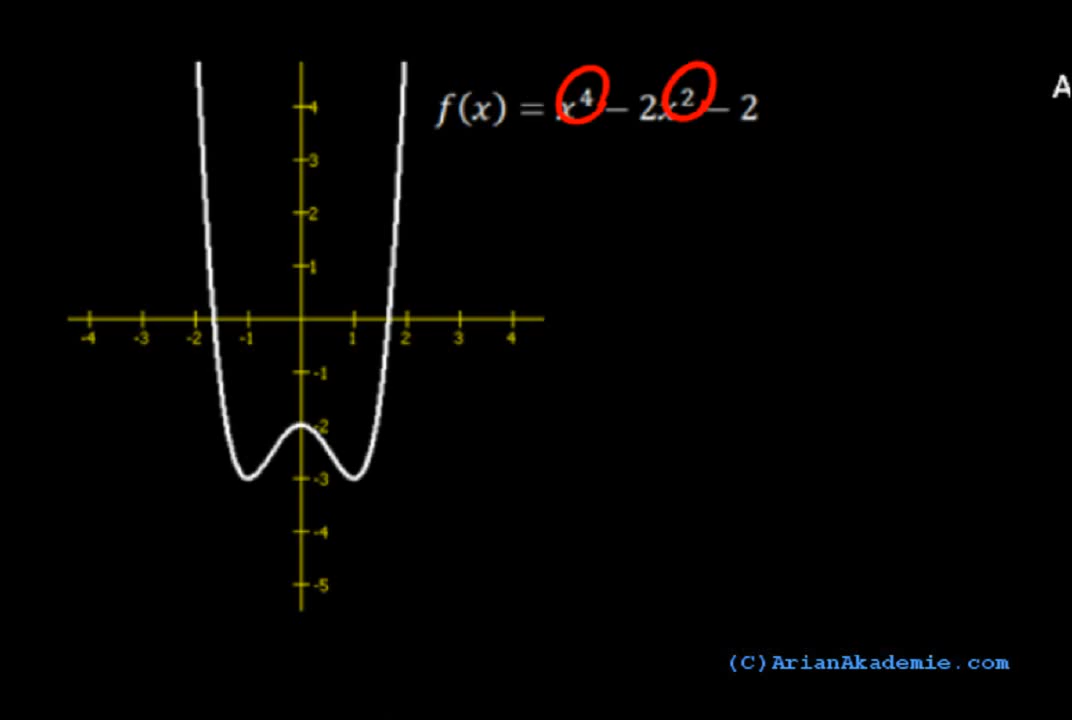 f(x) = x⁴ − 2x² − 2
A
4
3
2
1
-4 -3 -2 -1 1 2 3 4
-1
-2
-3
-4
-5
(C)ArianAkademie.com